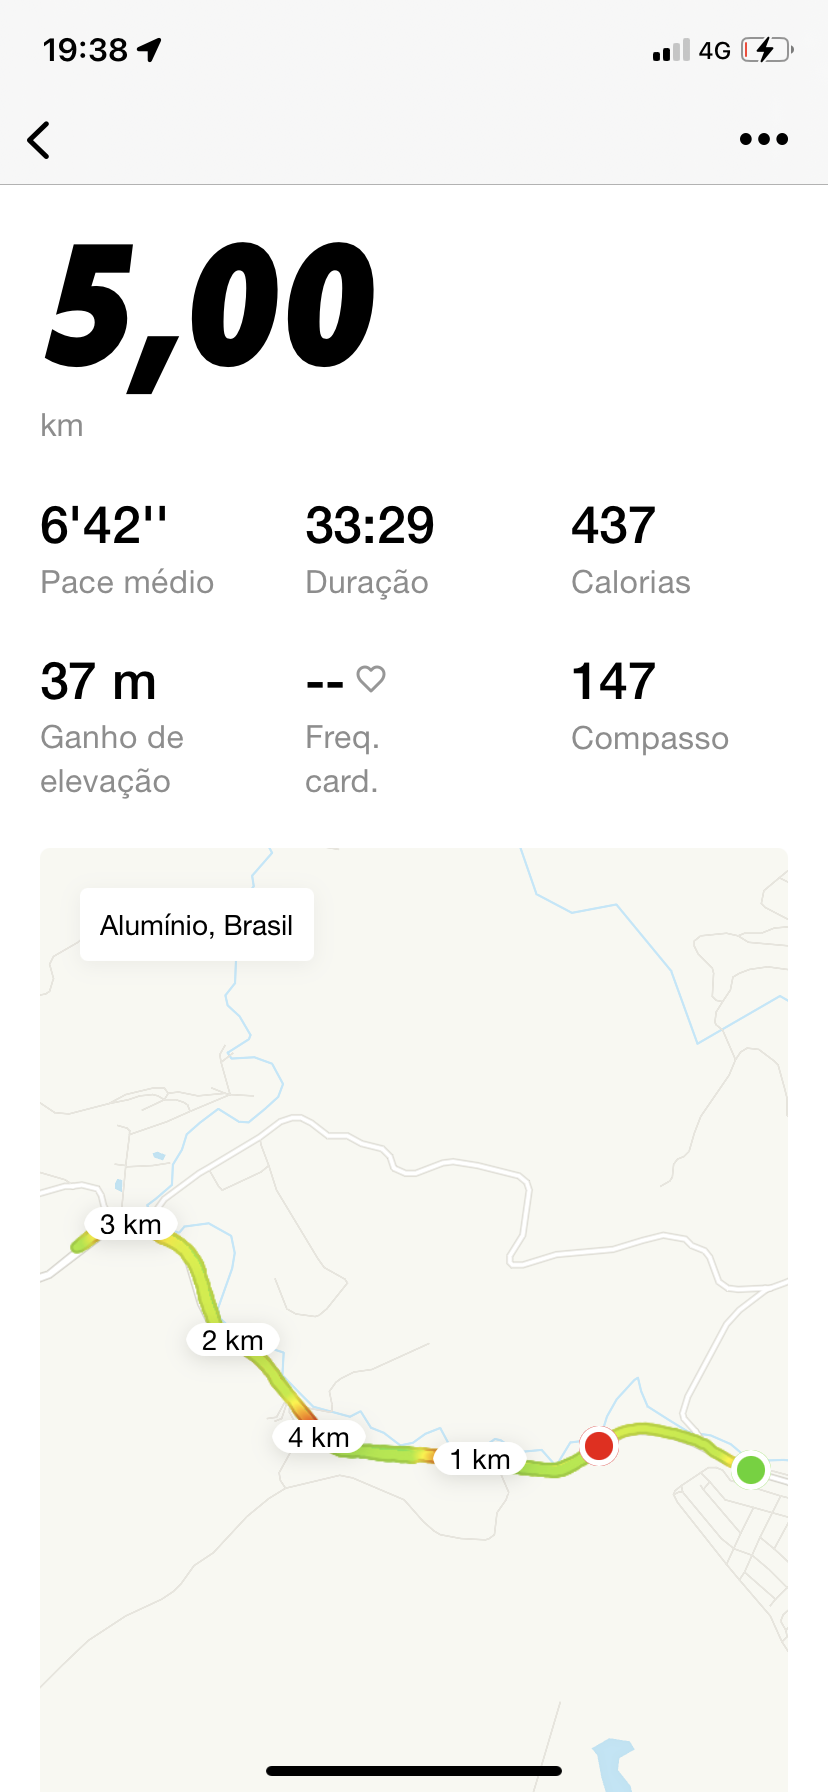 19:38
4G
5,00
km
6'42''
33:29
437
Pace médio
Duração
Calorias
37 m
--
147
Ganho de
elevação
Freq.
card.
Compasso
Alumínio, Brasil
3 km
2 km
4 km
1 km